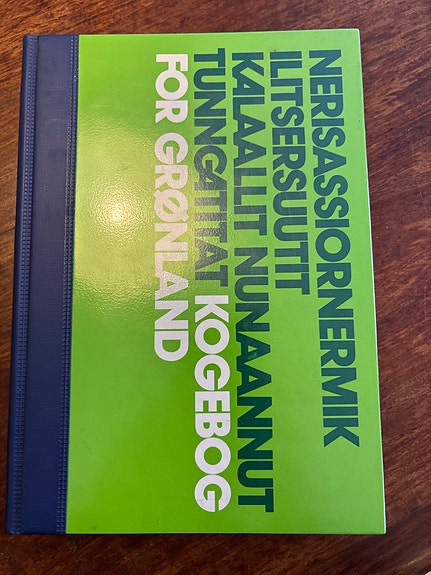 NERISASSIORNERMIK
ILITSERSUUTIT
KALAALLIT NUNAANNUT
TUNNGATITAT KOGEBOG
FOR GRØNLAND